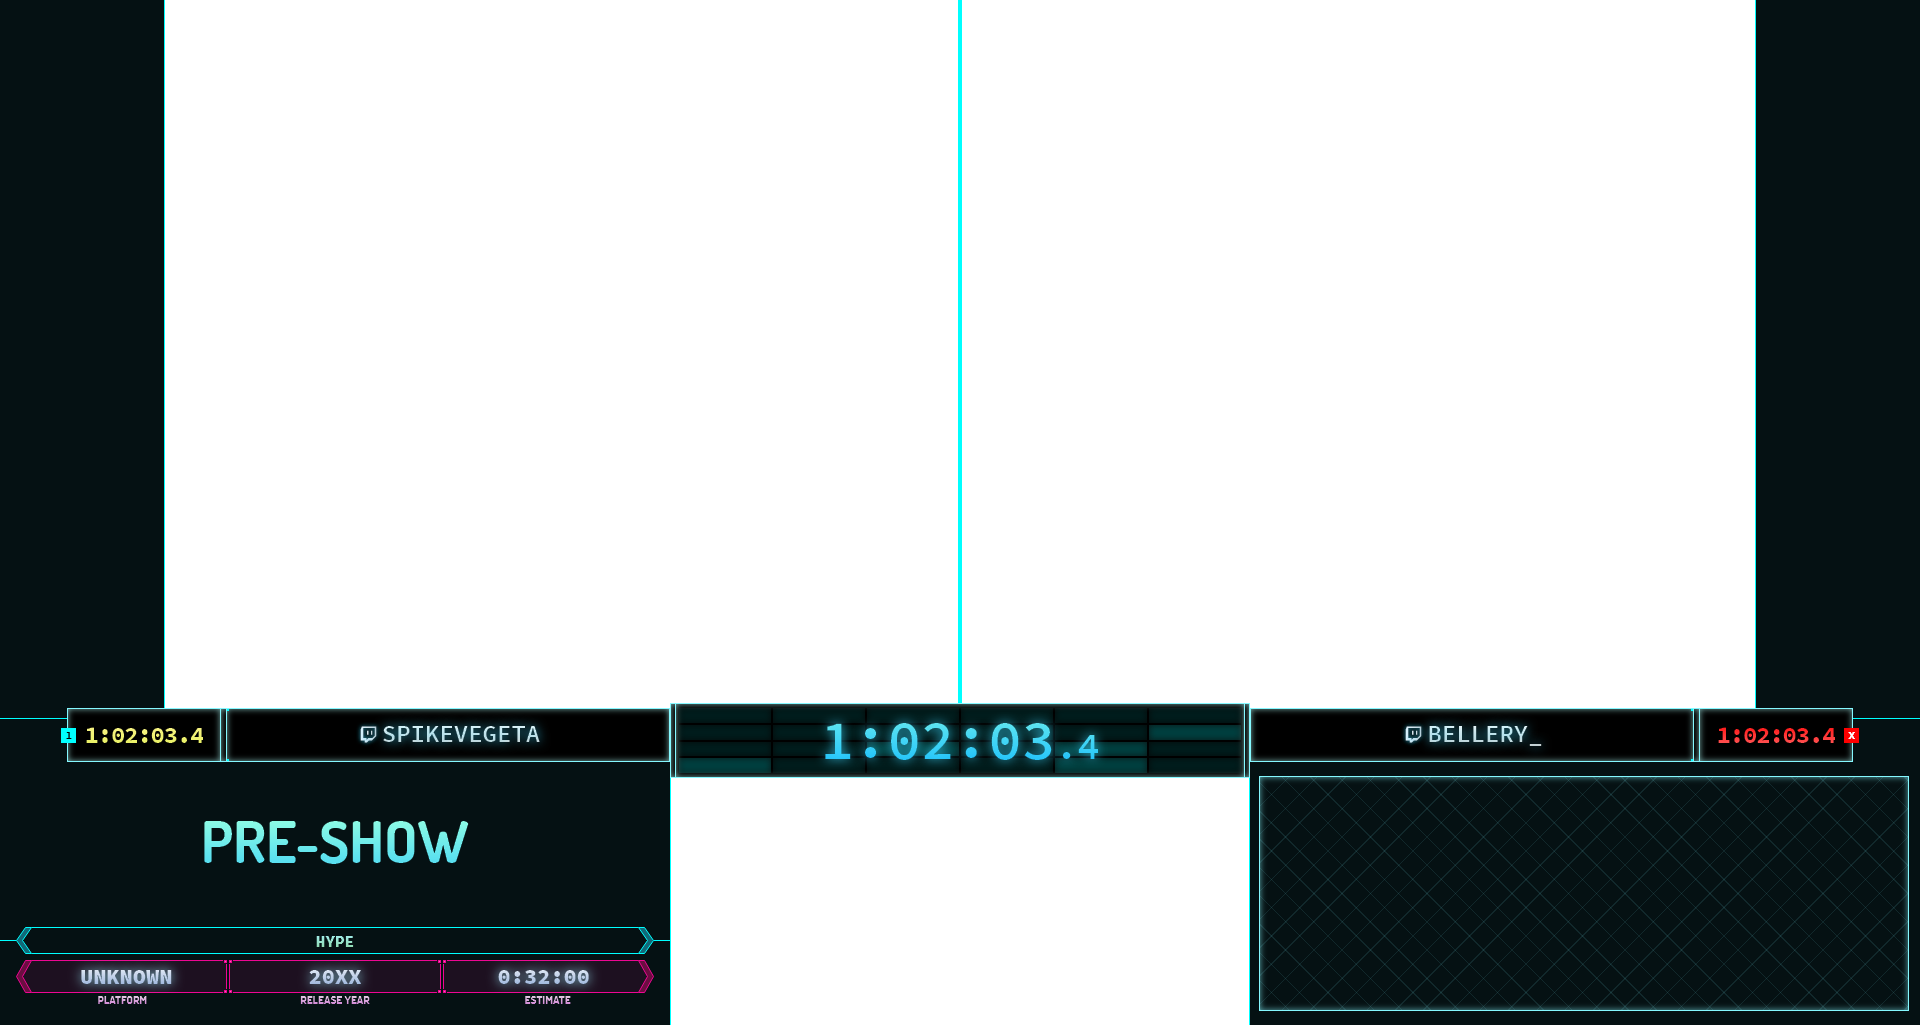 1 1:02:03.4 SPIKEVEGETA 1:02:03.4 BELLERY_ 1:02:03.4 X
PRE-SHOW
HYPE
UNKNOWN 20XX 0:32:00
PLATFORM RELEASE YEAR ESTIMATE